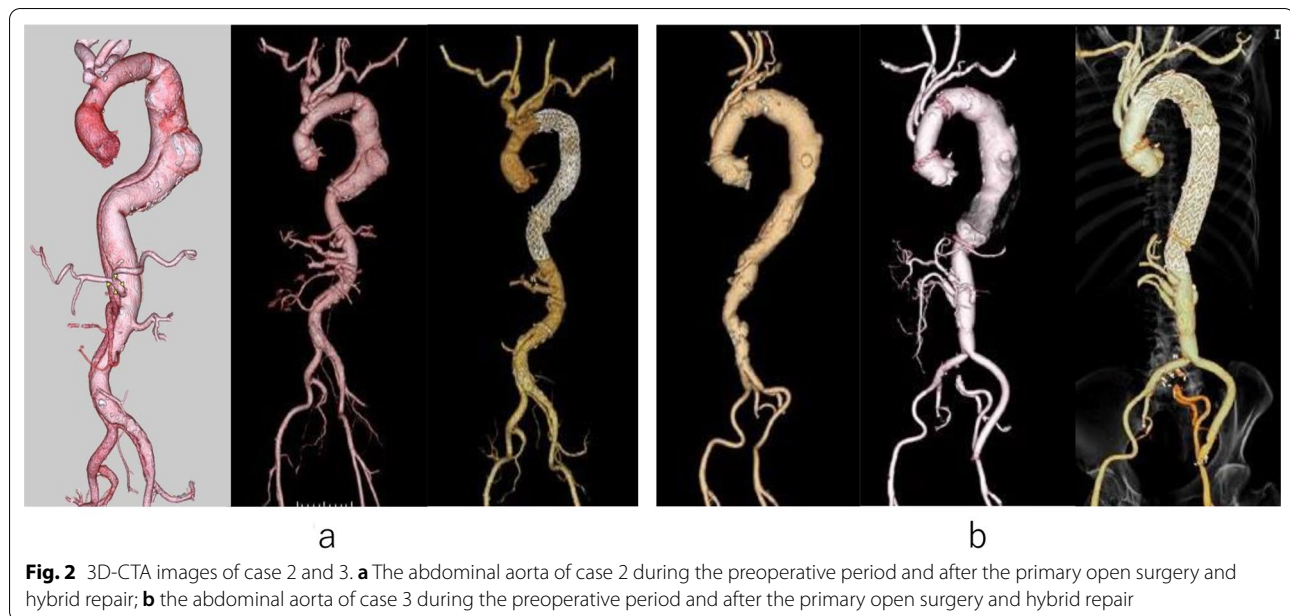 I
a
b
Fig. 2 3D-CTA images of case 2 and 3. a The abdominal aorta of case 2 during the preoperative period and after the primary open surgery and
hybrid repair; b the abdominal aorta of case 3 during the preoperative period and after the primary open surgery and hybrid repair